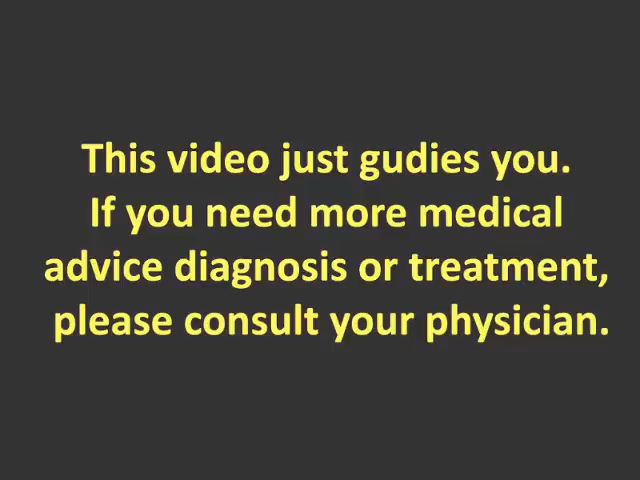 This video just gudies you.
If you need more medical
advice diagnosis or treatment,
please consult your physician.